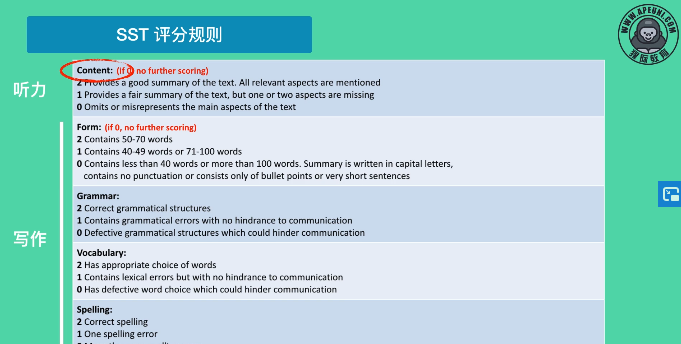 SST 评分规则
WWW.APEUNI.COM
猩际蚁动
听力
Content: (if 0, no further scoring)
2 Provides a good summary of the text. All relevant aspects are mentioned
1 Provides a fair summary of the text, but one or two aspects are missing
0 Omits or misrepresents the main aspects of the text
写作
Form: (if 0, no further scoring)
2 Contains 50-70 words
1 Contains 40-49 words or 71-100 words
0 Contains less than 40 words or more than 100 words. Summary is written in capital letters,
contains no punctuation or consists only of bullet points or very short sentences
Grammar:
2 Correct grammatical structures
1 Contains grammatical errors with no hindrance to communication
0 Defective grammatical structures which could hinder communication
Vocabulary:
2 Has appropriate choice of words
1 Contains lexical errors but with no hindrance to communication
0 Has defective word choice which could hinder communication
Spelling:
2 Correct spelling
1 One spelling error